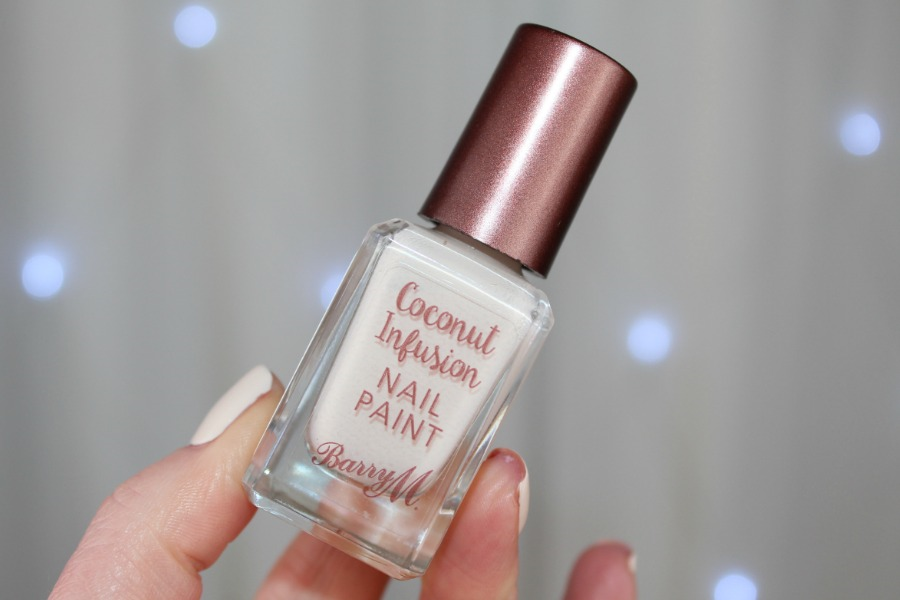 Coconut
Infusion
NAIL
PAINT
Barry M.